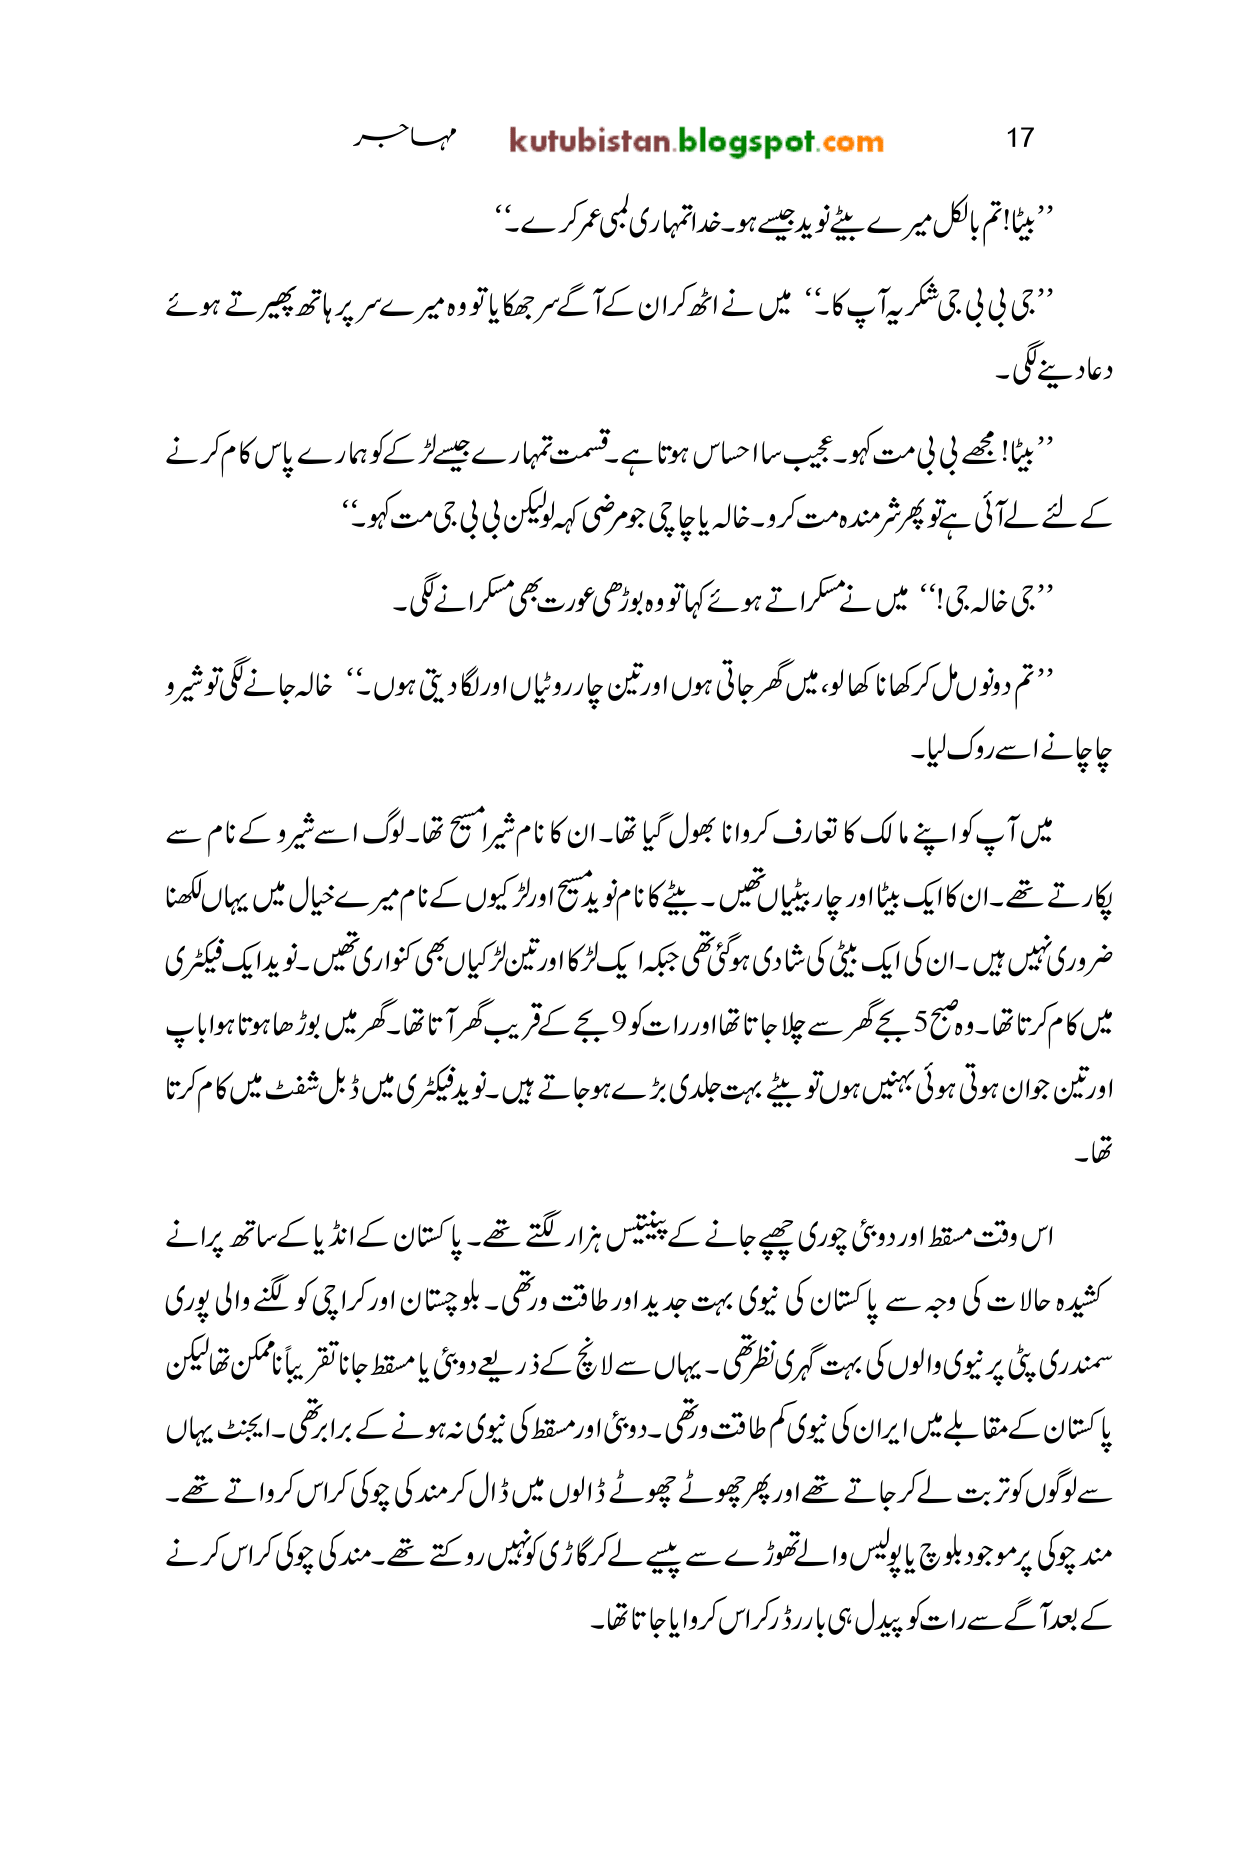 17 kutubistan.blogspot.com مہاجر
’’بیٹا! تم بالکل میرے بیٹے نوید جیسے ہو۔ خدا تمہاری لمبی عمر کرے۔‘‘
’’جی بی بی جی شکریہ آپ کا۔‘‘ میں نے اٹھ کر ان کے آگے سر جھکایا تو وہ میرے سر پر ہاتھ پھیرتے ہوئے
دعا دینے لگی۔
’’بیٹا! مجھے بی بی مت کہو۔ عجیب سا احساس ہوتا ہے۔ قسمت تمہارے جیسے لڑکے کو ہمارے پاس کام کرنے
کے لئے لے آئی ہے تو پھر شرمندہ مت کرو۔ خالہ یا چاچی جو مرضی کہہ لو لیکن بی بی جی مت کہو۔‘‘
’’جی خالہ جی!‘‘ میں نے مسکراتے ہوئے کہا تو وہ بوڑھی عورت بھی مسکرانے لگی۔
’’تم دونوں مل کر کھانا کھا لو، میں گھر جاتی ہوں اور تین چار روٹیاں اور لگا دیتی ہوں۔‘‘ خالہ جانے لگی تو شیرو
چاچا نے اسے روک لیا۔
میں آپ کو اپنے مالک کا تعارف کروانا بھول گیا تھا۔ ان کا نام شیرا مسیح تھا۔ لوگ اسے شیرو کے نام سے
پکارتے تھے۔ ان کا ایک بیٹا اور چار بیٹیاں تھیں۔ بیٹے کا نام نوید مسیح اور لڑکیوں کے نام میرے خیال میں یہاں لکھنا
ضروری نہیں ہیں۔ ان کی ایک بیٹی کی شادی ہو گئی تھی جبکہ ایک لڑکا اور تین لڑکیاں بھی کنواری تھیں۔ نوید ایک فیکٹری
میں کام کرتا تھا۔ وہ صبح 5 بجے گھر سے چلا جاتا تھا اور رات کو 9 بجے کے قریب گھر آتا تھا۔ گھر میں بوڑھا ہوتا ہوا باپ
اور تین جوان ہوتی ہوئی بہنیں ہوں تو بیٹے بہت جلدی بڑے ہو جاتے ہیں۔ نوید فیکٹری میں ڈبل شفٹ میں کام کرتا
تھا۔
اس وقت مسقط اور دوبئی چوری چھپے جانے کے پینتیس ہزار لگتے تھے۔ پاکستان کے انڈیا کے ساتھ پرانے
کشیدہ حالات کی وجہ سے پاکستان کی نیوی بہت جدید اور طاقت ور تھی۔ بلوچستان اور کراچی کو لگنے والی پوری
سمندری پٹی پر نیوی والوں کی بہت گہری نظر تھی۔ یہاں سے لانچ کے ذریعے دوبئی یا مسقط جانا تقریباً ناممکن تھا لیکن
پاکستان کے مقابلے میں ایران کی نیوی کم طاقت ور تھی۔ دوبئی اور مسقط کی نیوی نہ ہونے کے برابر تھی۔ ایجنٹ یہاں
سے لوگوں کو تربت لے کر جاتے تھے اور پھر چھوٹے چھوٹے ڈالوں میں ڈال کر مند کی چوکی کراس کرواتے تھے۔
مند چوکی پر موجود بلوچ یا پولیس والے تھوڑے سے پیسے لے کر گاڑی کو نہیں روکتے تھے۔ مند کی چوکی کراس کرنے
کے بعد آگے سے رات کو پیدل ہی بارڈر کراس کروایا جاتا تھا۔